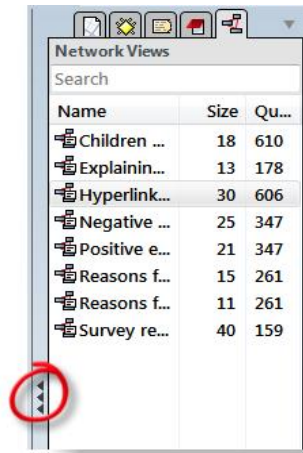 Network Views
Search
Name Size Qu...
Children ... 18 610
Explainin... 13 178
Hyperlink... 30 606
Negative ... 25 347
Positive e... 21 347
Reasons f... 15 261
Reasons f... 11 261
Survey re... 40 159